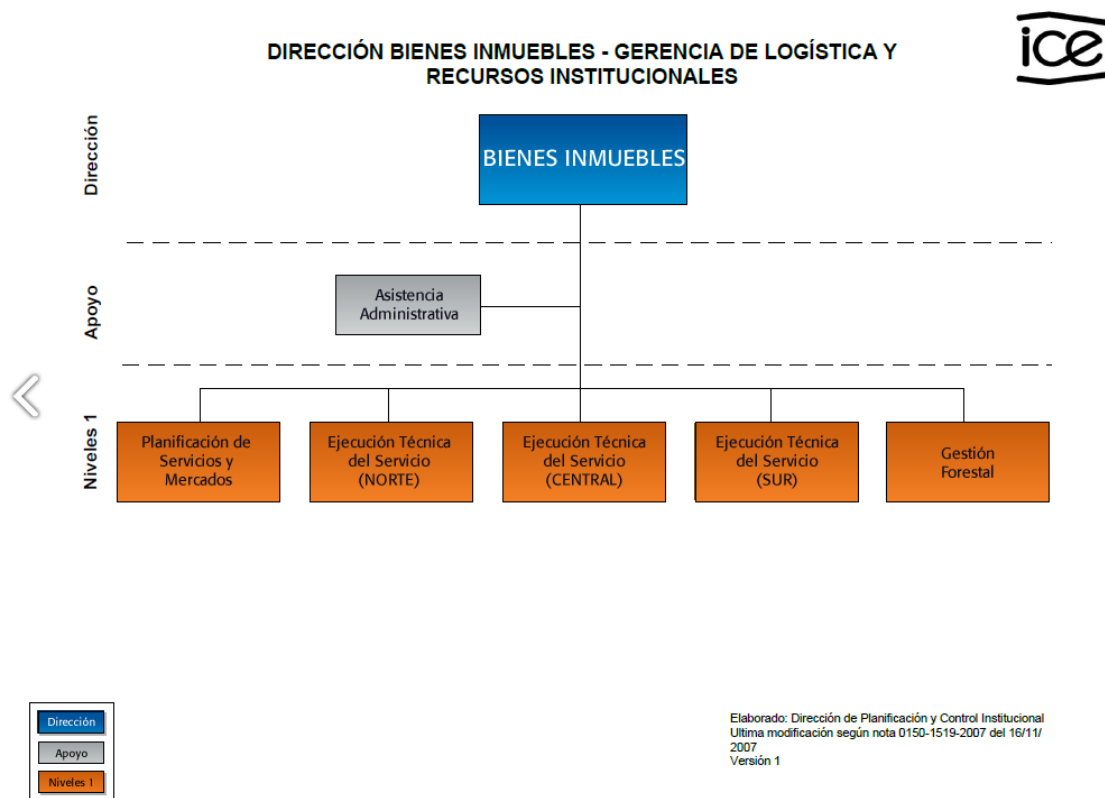 ice
DIRECCIÓN BIENES INMUEBLES - GERENCIA DE LOGÍSTICA Y
RECURSOS INSTITUCIONALES
Dirección
BIENES INMUEBLES
Apoyo
Asistencia
Administrativa
Niveles 1
Planificación de
Servicios y
Mercados
Ejecución Técnica
del Servicio
(NORTE)
Ejecución Técnica
del Servicio
(CENTRAL)
Ejecución Técnica
del Servicio
(SUR)
Gestión
Forestal
Dirección
Apoyo
Niveles 1
Elaborado: Dirección de Planificación y Control Institucional
Ultima modificación según nota 0150-1519-2007 del 16/11/
2007
Versión 1